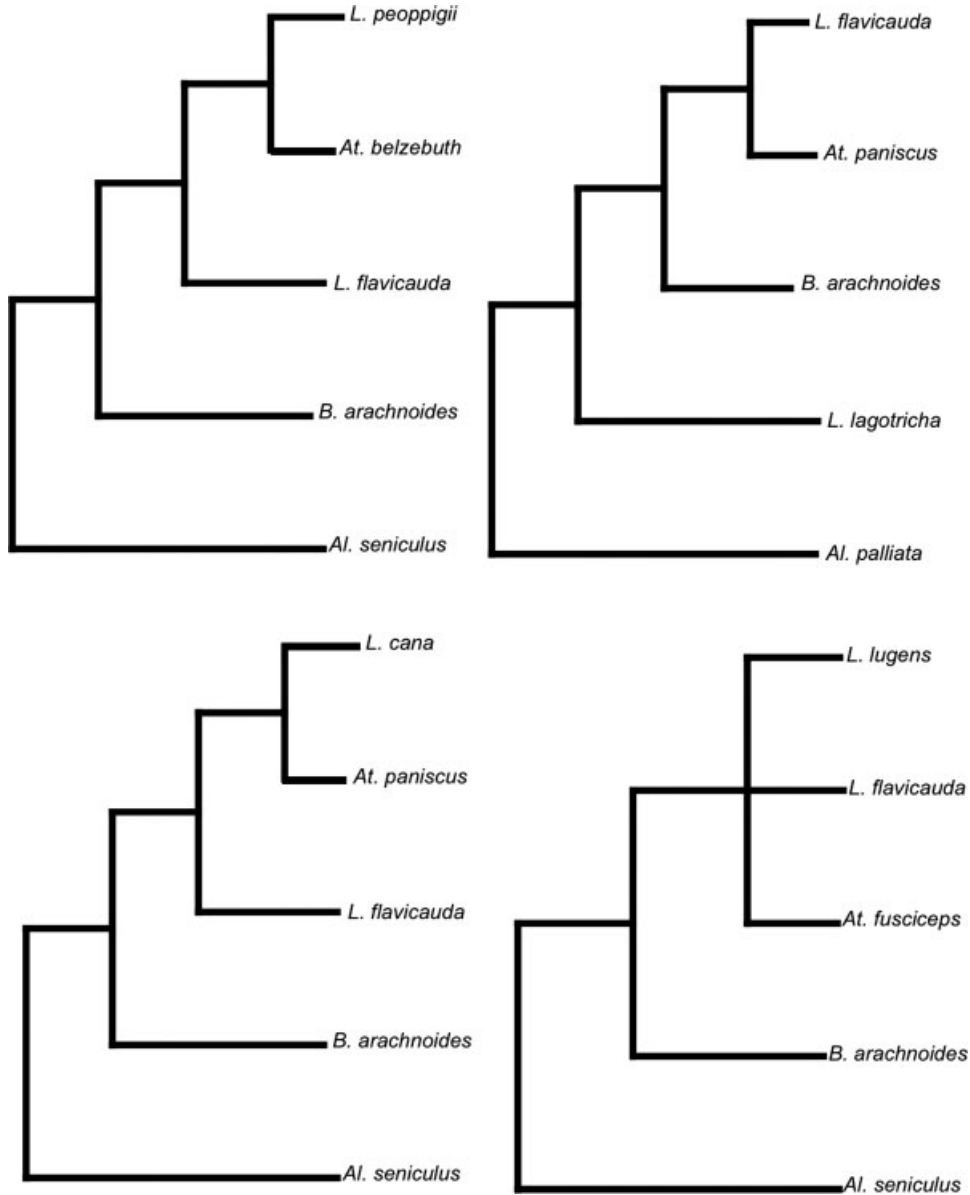 L. peoppigii
At. belzebuth
L. flavicauda
B. arachnoides
Al. seniculus
L. flavicauda
At. paniscus
B. arachnoides
L. lagotricha
Al. palliata
L. cana
At. paniscus
L. flavicauda
B. arachnoides
Al. seniculus
L. lugens
L. flavicauda
At. fusciceps
B. arachnoides
Al. seniculus